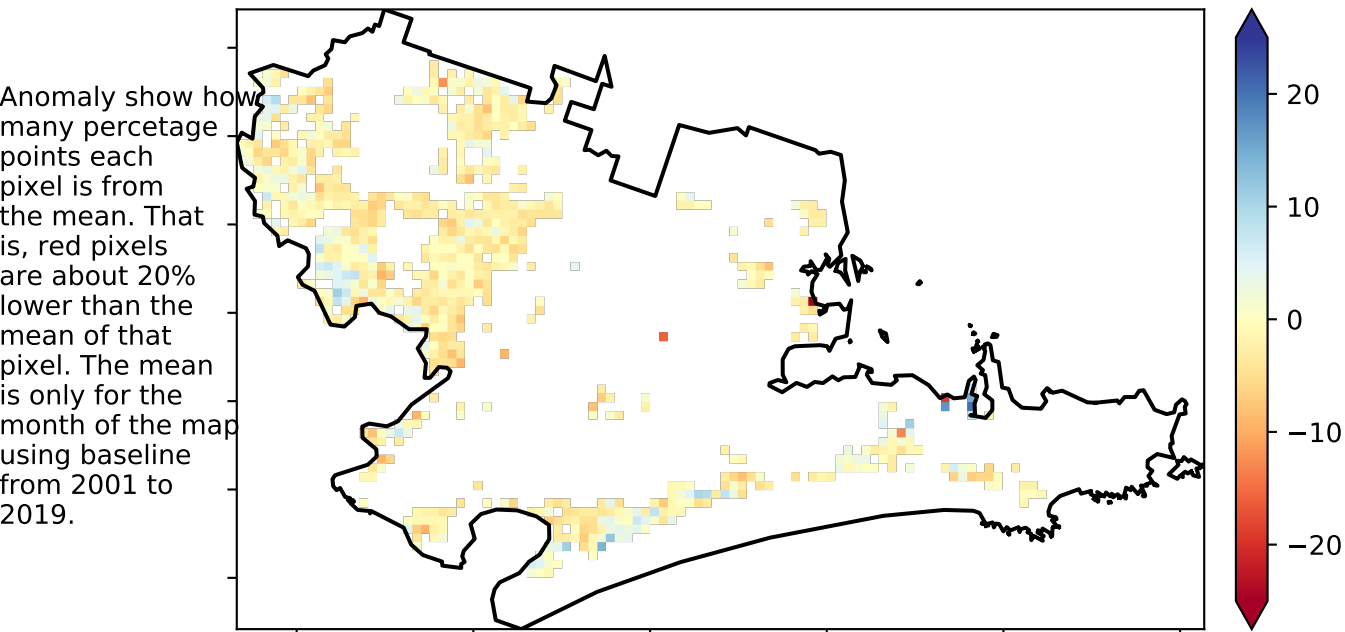 Anomaly show how
many percetage
points each
pixel is from
the mean. That
is, red pixels
are about 20%
lower than the
mean of that
pixel. The mean
is only for the
month of the map
using baseline
from 2001 to
2019.
20
10
0
−10
−20